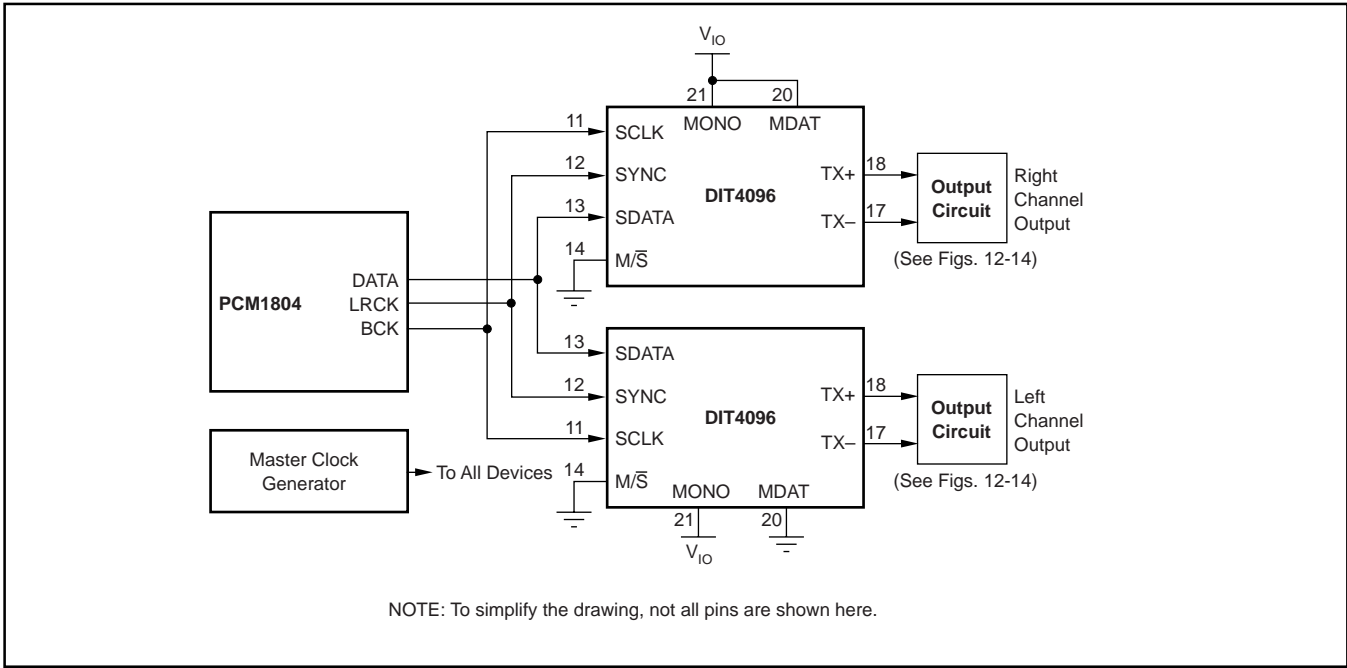 V_IO
21 20
MONO MDAT
11 SCLK
12 SYNC
13 SDATA
14 M/S̅
DIT4096
TX+ 18
TX– 17
Output
Circuit
Right
Channel
Output
(See Figs. 12-14)
PCM1804
DATA
LRCK
BCK
13 SDATA
12 SYNC
11 SCLK
14 M/S̅
DIT4096
TX+ 18
TX– 17
Output
Circuit
Left
Channel
Output
(See Figs. 12-14)
MONO MDAT
21 20
V_IO
Master Clock
Generator
To All Devices
NOTE: To simplify the drawing, not all pins are shown here.